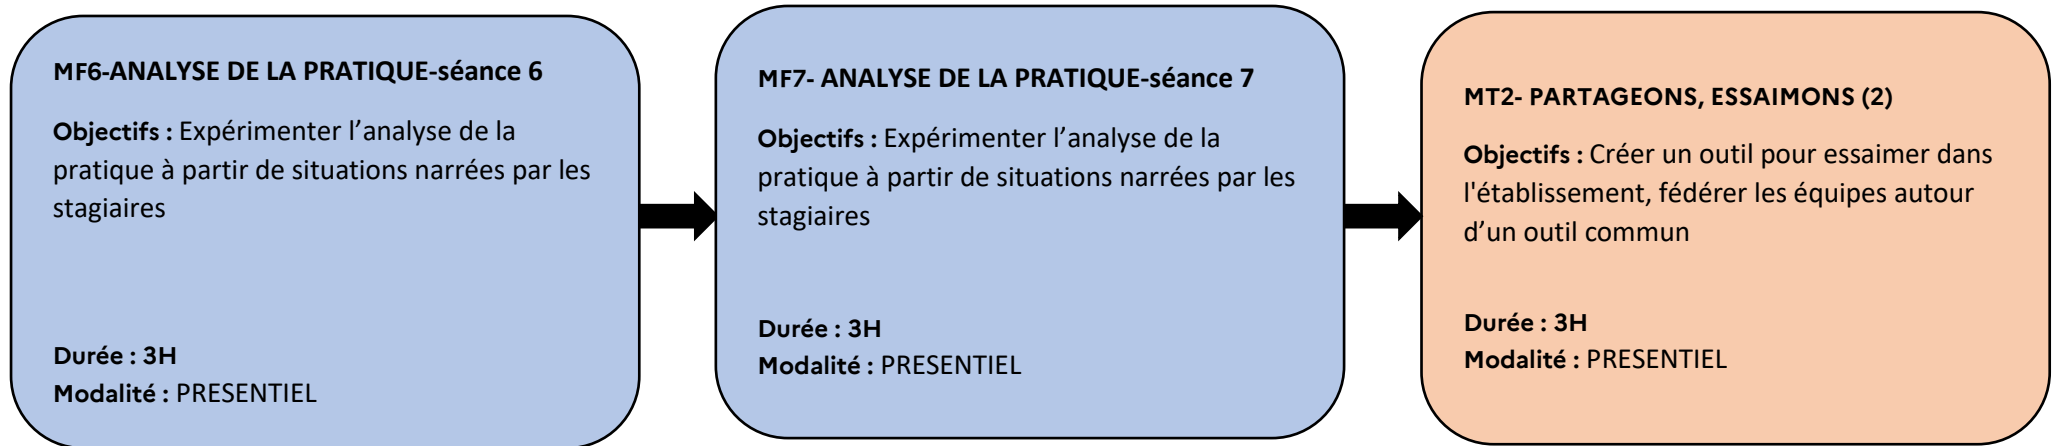 MF6-ANALYSE DE LA PRATIQUE-séance 6
Objectifs : Expérimenter l’analyse de la
pratique à partir de situations narrées par les
stagiaires
Durée : 3H
Modalité : PRESENTIEL
MF7- ANALYSE DE LA PRATIQUE-séance 7
Objectifs : Expérimenter l’analyse de la
pratique à partir de situations narrées par les
stagiaires
Durée : 3H
Modalité : PRESENTIEL
MT2- PARTAGEONS, ESSAIMONS (2)
Objectifs : Créer un outil pour essaimer dans
l'établissement, fédérer les équipes autour
d’un outil commun
Durée : 3H
Modalité : PRESENTIEL